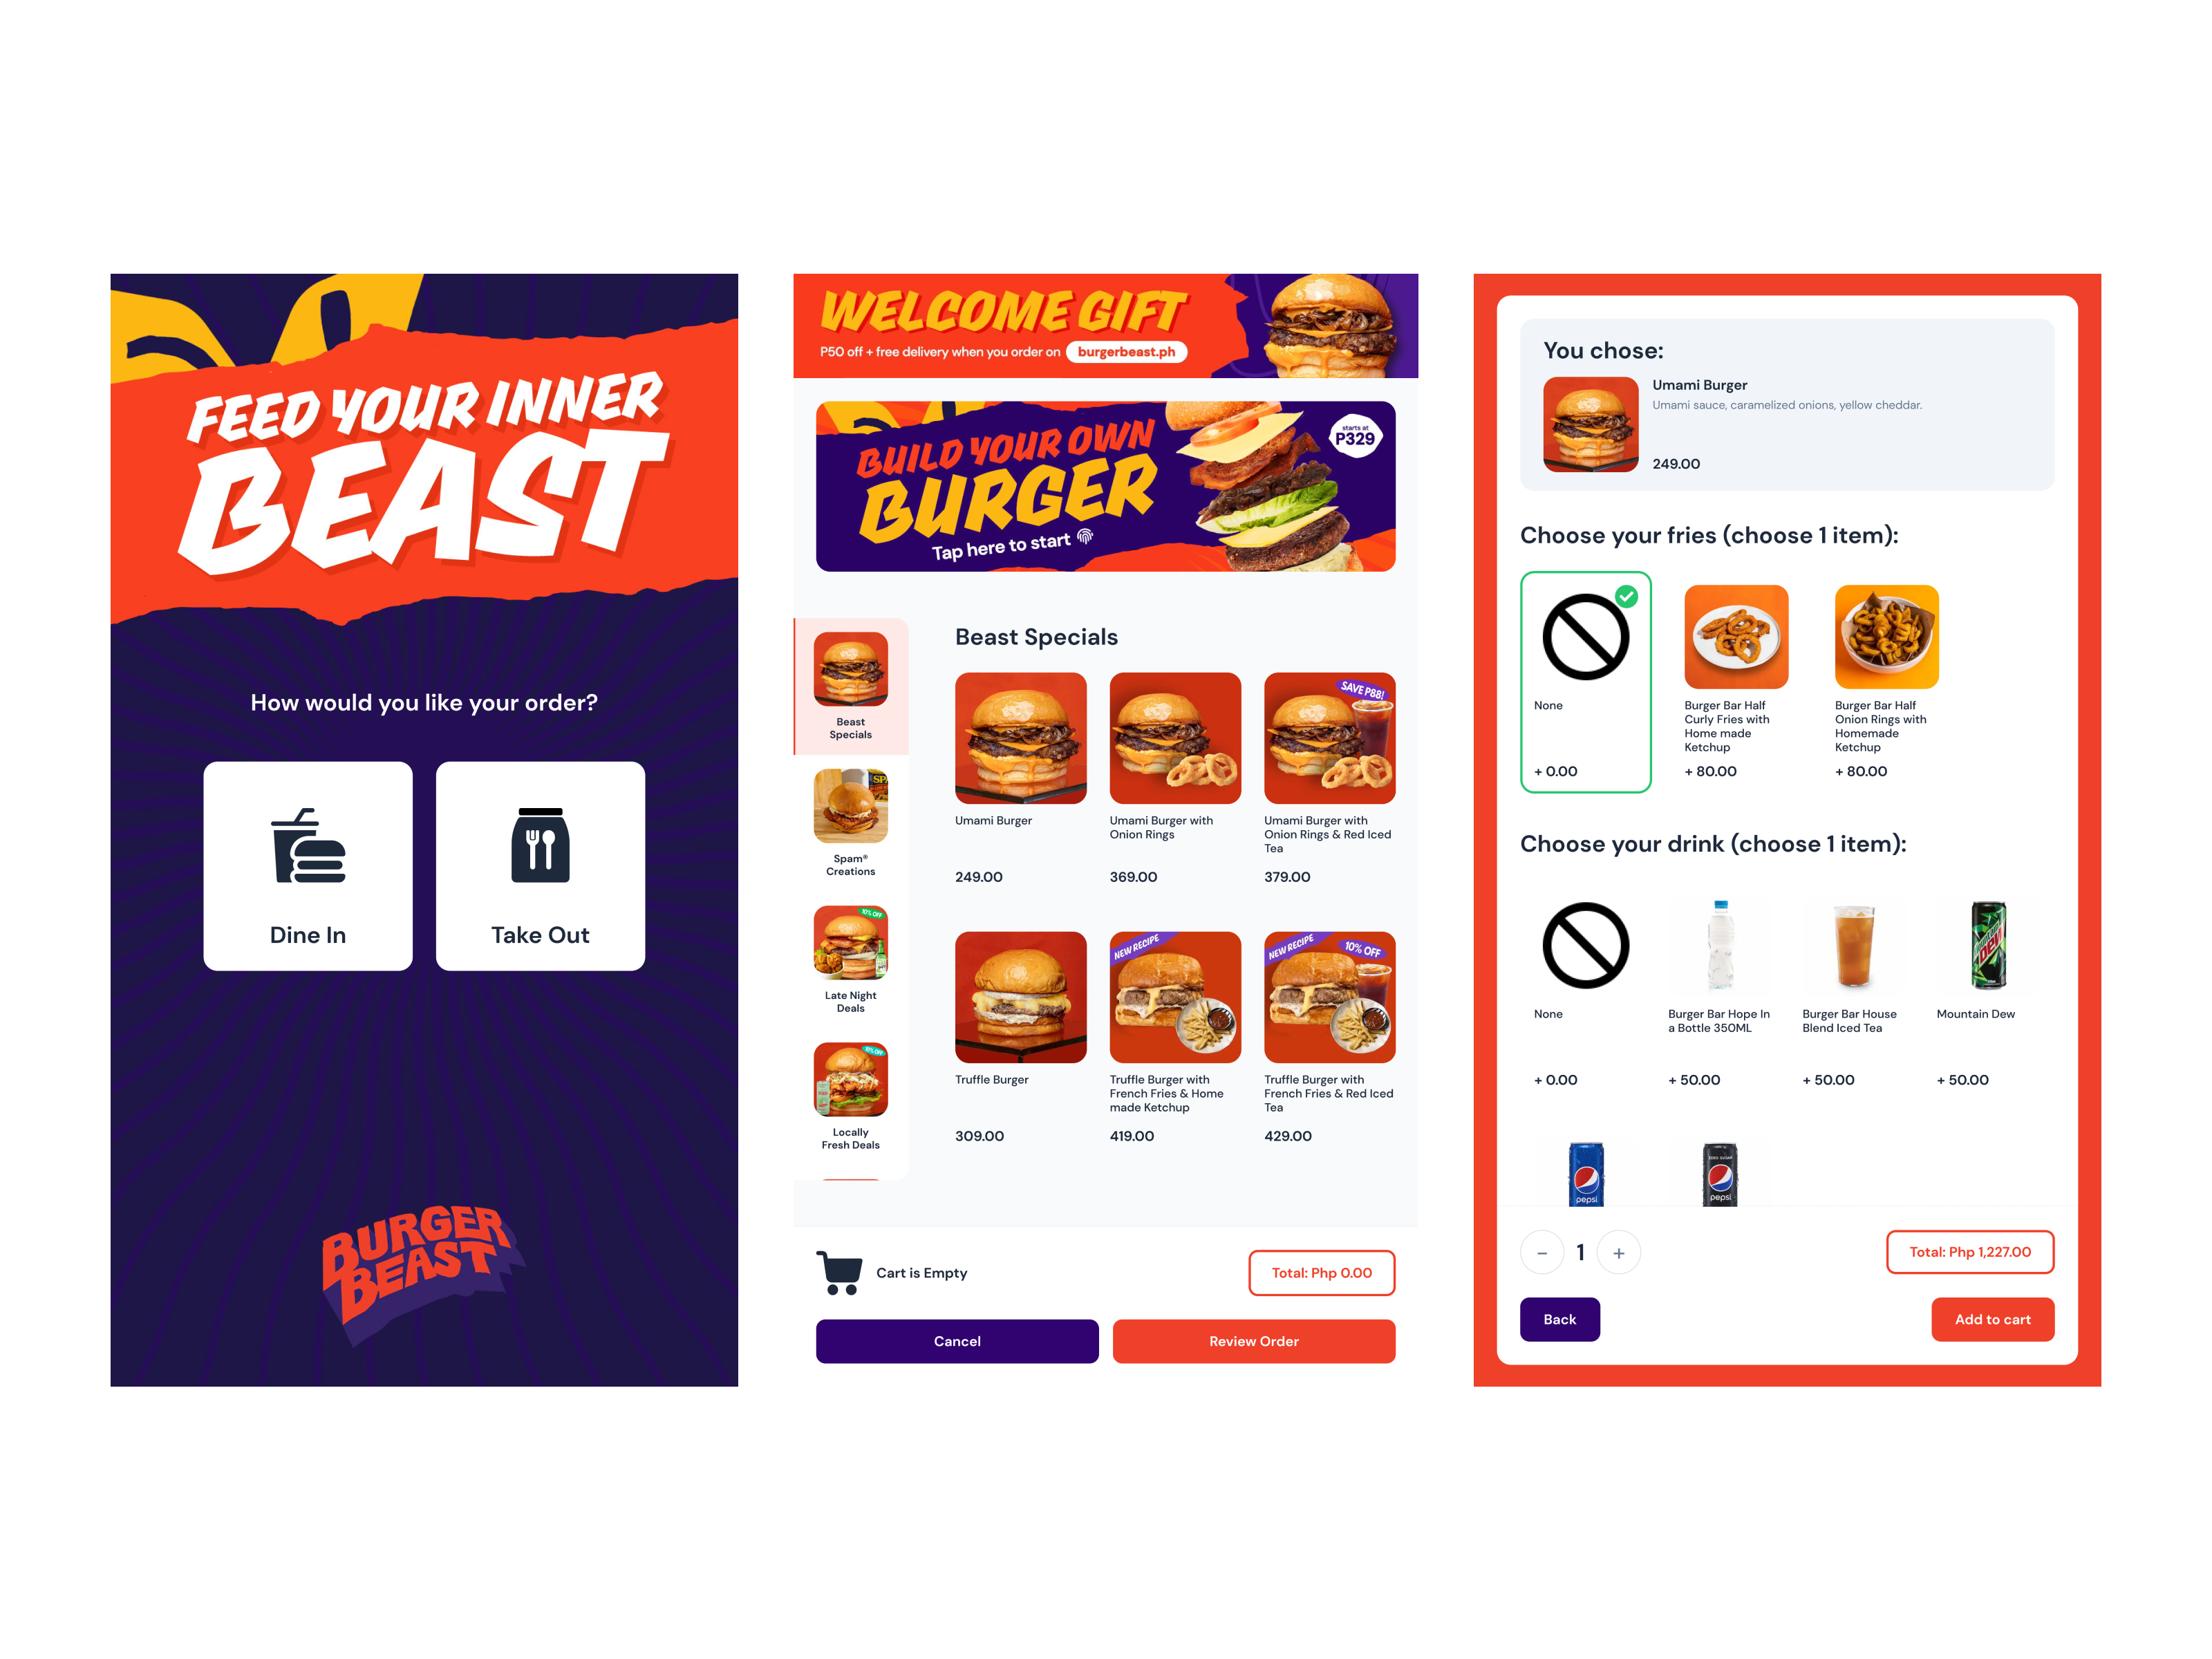 FEED YOUR INNER
BEAST
How would you like your order?
Dine In
Take Out
BURGER
BEAST
WELCOME GIFT
P50 off + free delivery when you order on burgerbeast.ph
BUILD YOUR OWN
BURGER
Tap here to start
starts at
P329
Beast
Specials
Spam®
Creations
10% OFF
Late Night
Deals
10% OFF
Locally
Fresh Deals
Beast Specials
SAVE P88!
Umami Burger
249.00
Umami Burger with
Onion Rings
369.00
Umami Burger with
Onion Rings & Red Iced
Tea
379.00
NEW RECIPE
NEW RECIPE
10% OFF
Truffle Burger
309.00
Truffle Burger with
French Fries & Home
made Ketchup
419.00
Truffle Burger with
French Fries & Red Iced
Tea
429.00
Cart is Empty
Total: Php 0.00
Cancel
Review Order
You chose:
Umami Burger
Umami sauce, caramelized onions, yellow cheddar.
249.00
Choose your fries (choose 1 item):
None
+ 0.00
Burger Bar Half
Curly Fries with
Home made
Ketchup
+ 80.00
Burger Bar Half
Onion Rings with
Homemade
Ketchup
+ 80.00
Choose your drink (choose 1 item):
None
+ 0.00
Burger Bar Hope In
a Bottle 350ML
+ 50.00
Burger Bar House
Blend Iced Tea
+ 50.00
DEW
Mountain Dew
+ 50.00
pepsi
ZERO SUGAR
pepsi
− 1 +
Total: Php 1,227.00
Back
Add to cart